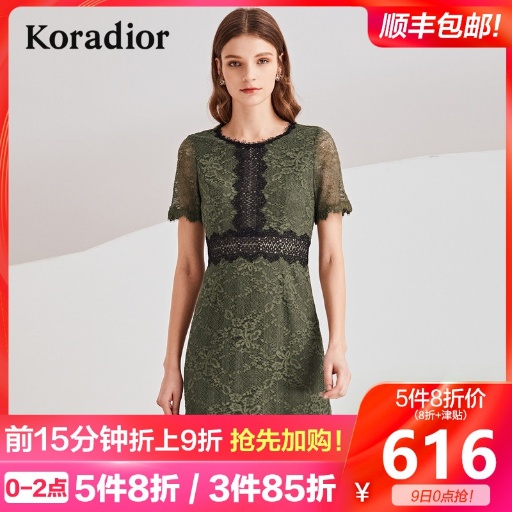 Koradior
顺丰包邮!
前15分钟折上9折 抢先加购!
0-2点 5件8折 / 3件85折
5件8折价
(8折+津贴)
¥ 616
9日0点抢!